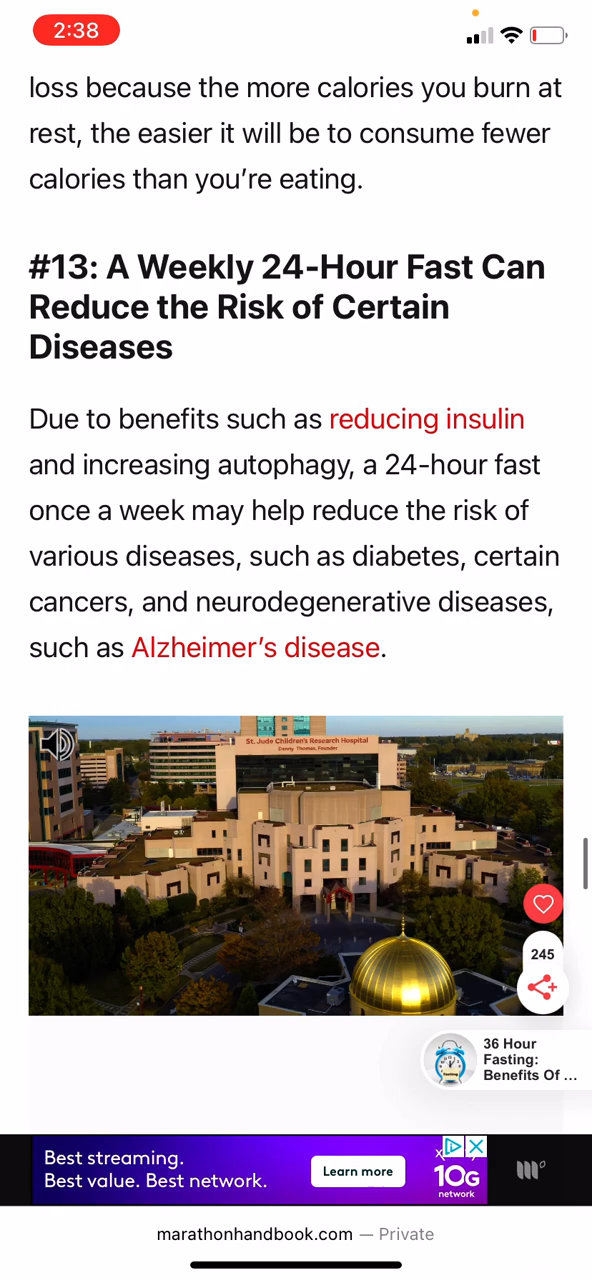 2:38
loss because the more calories you burn at
rest, the easier it will be to consume fewer
calories than you’re eating.
#13: A Weekly 24-Hour Fast Can
Reduce the Risk of Certain
Diseases
Due to benefits such as reducing insulin
and increasing autophagy, a 24-hour fast
once a week may help reduce the risk of
various diseases, such as diabetes, certain
cancers, and neurodegenerative diseases,
such as Alzheimer’s disease.
St. Jude Children's Research Hospital
Danny Thomas, Founder
245
36 Hour
Fasting:
Benefits Of ...
Best streaming.
Best value. Best network.
Learn more
10G
network
marathonhandbook.com — Private